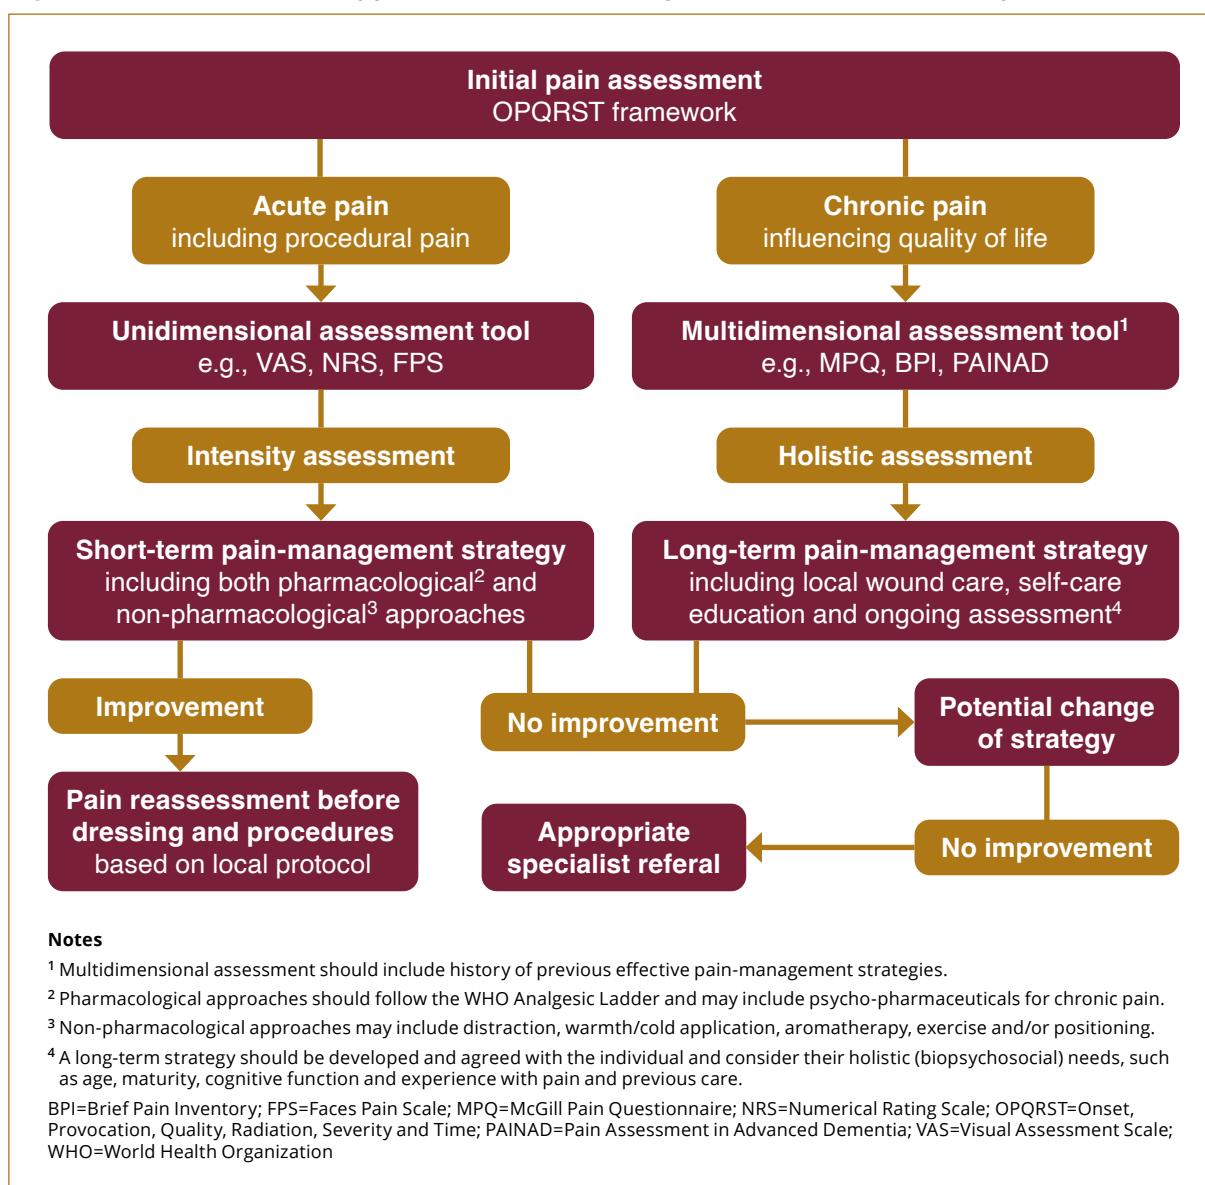 Initial pain assessment
OPQRST framework
Acute pain
including procedural pain
Chronic pain
influencing quality of life
Unidimensional assessment tool
e.g., VAS, NRS, FPS
Multidimensional assessment tool¹
e.g., MPQ, BPI, PAINAD
Intensity assessment
Holistic assessment
Short-term pain-management strategy
including both pharmacological² and
non-pharmacological³ approaches
Long-term pain-management strategy
including local wound care, self-care
education and ongoing assessment⁴
Improvement
No improvement
Potential change
of strategy
Pain reassessment before
dressing and procedures
based on local protocol
Appropriate
specialist referal
No improvement
Notes
¹ Multidimensional assessment should include history of previous effective pain-management strategies.
² Pharmacological approaches should follow the WHO Analgesic Ladder and may include psycho-pharmaceuticals for chronic pain.
³ Non-pharmacological approaches may include distraction, warmth/cold application, aromatherapy, exercise and/or positioning.
⁴ A long-term strategy should be developed and agreed with the individual and consider their holistic (biopsychosocial) needs, such
as age, maturity, cognitive function and experience with pain and previous care.
BPI=Brief Pain Inventory; FPS=Faces Pain Scale; MPQ=McGill Pain Questionnaire; NRS=Numerical Rating Scale; OPQRST=Onset,
Provocation, Quality, Radiation, Severity and Time; PAINAD=Pain Assessment in Advanced Dementia; VAS=Visual Assessment Scale;
WHO=World Health Organization